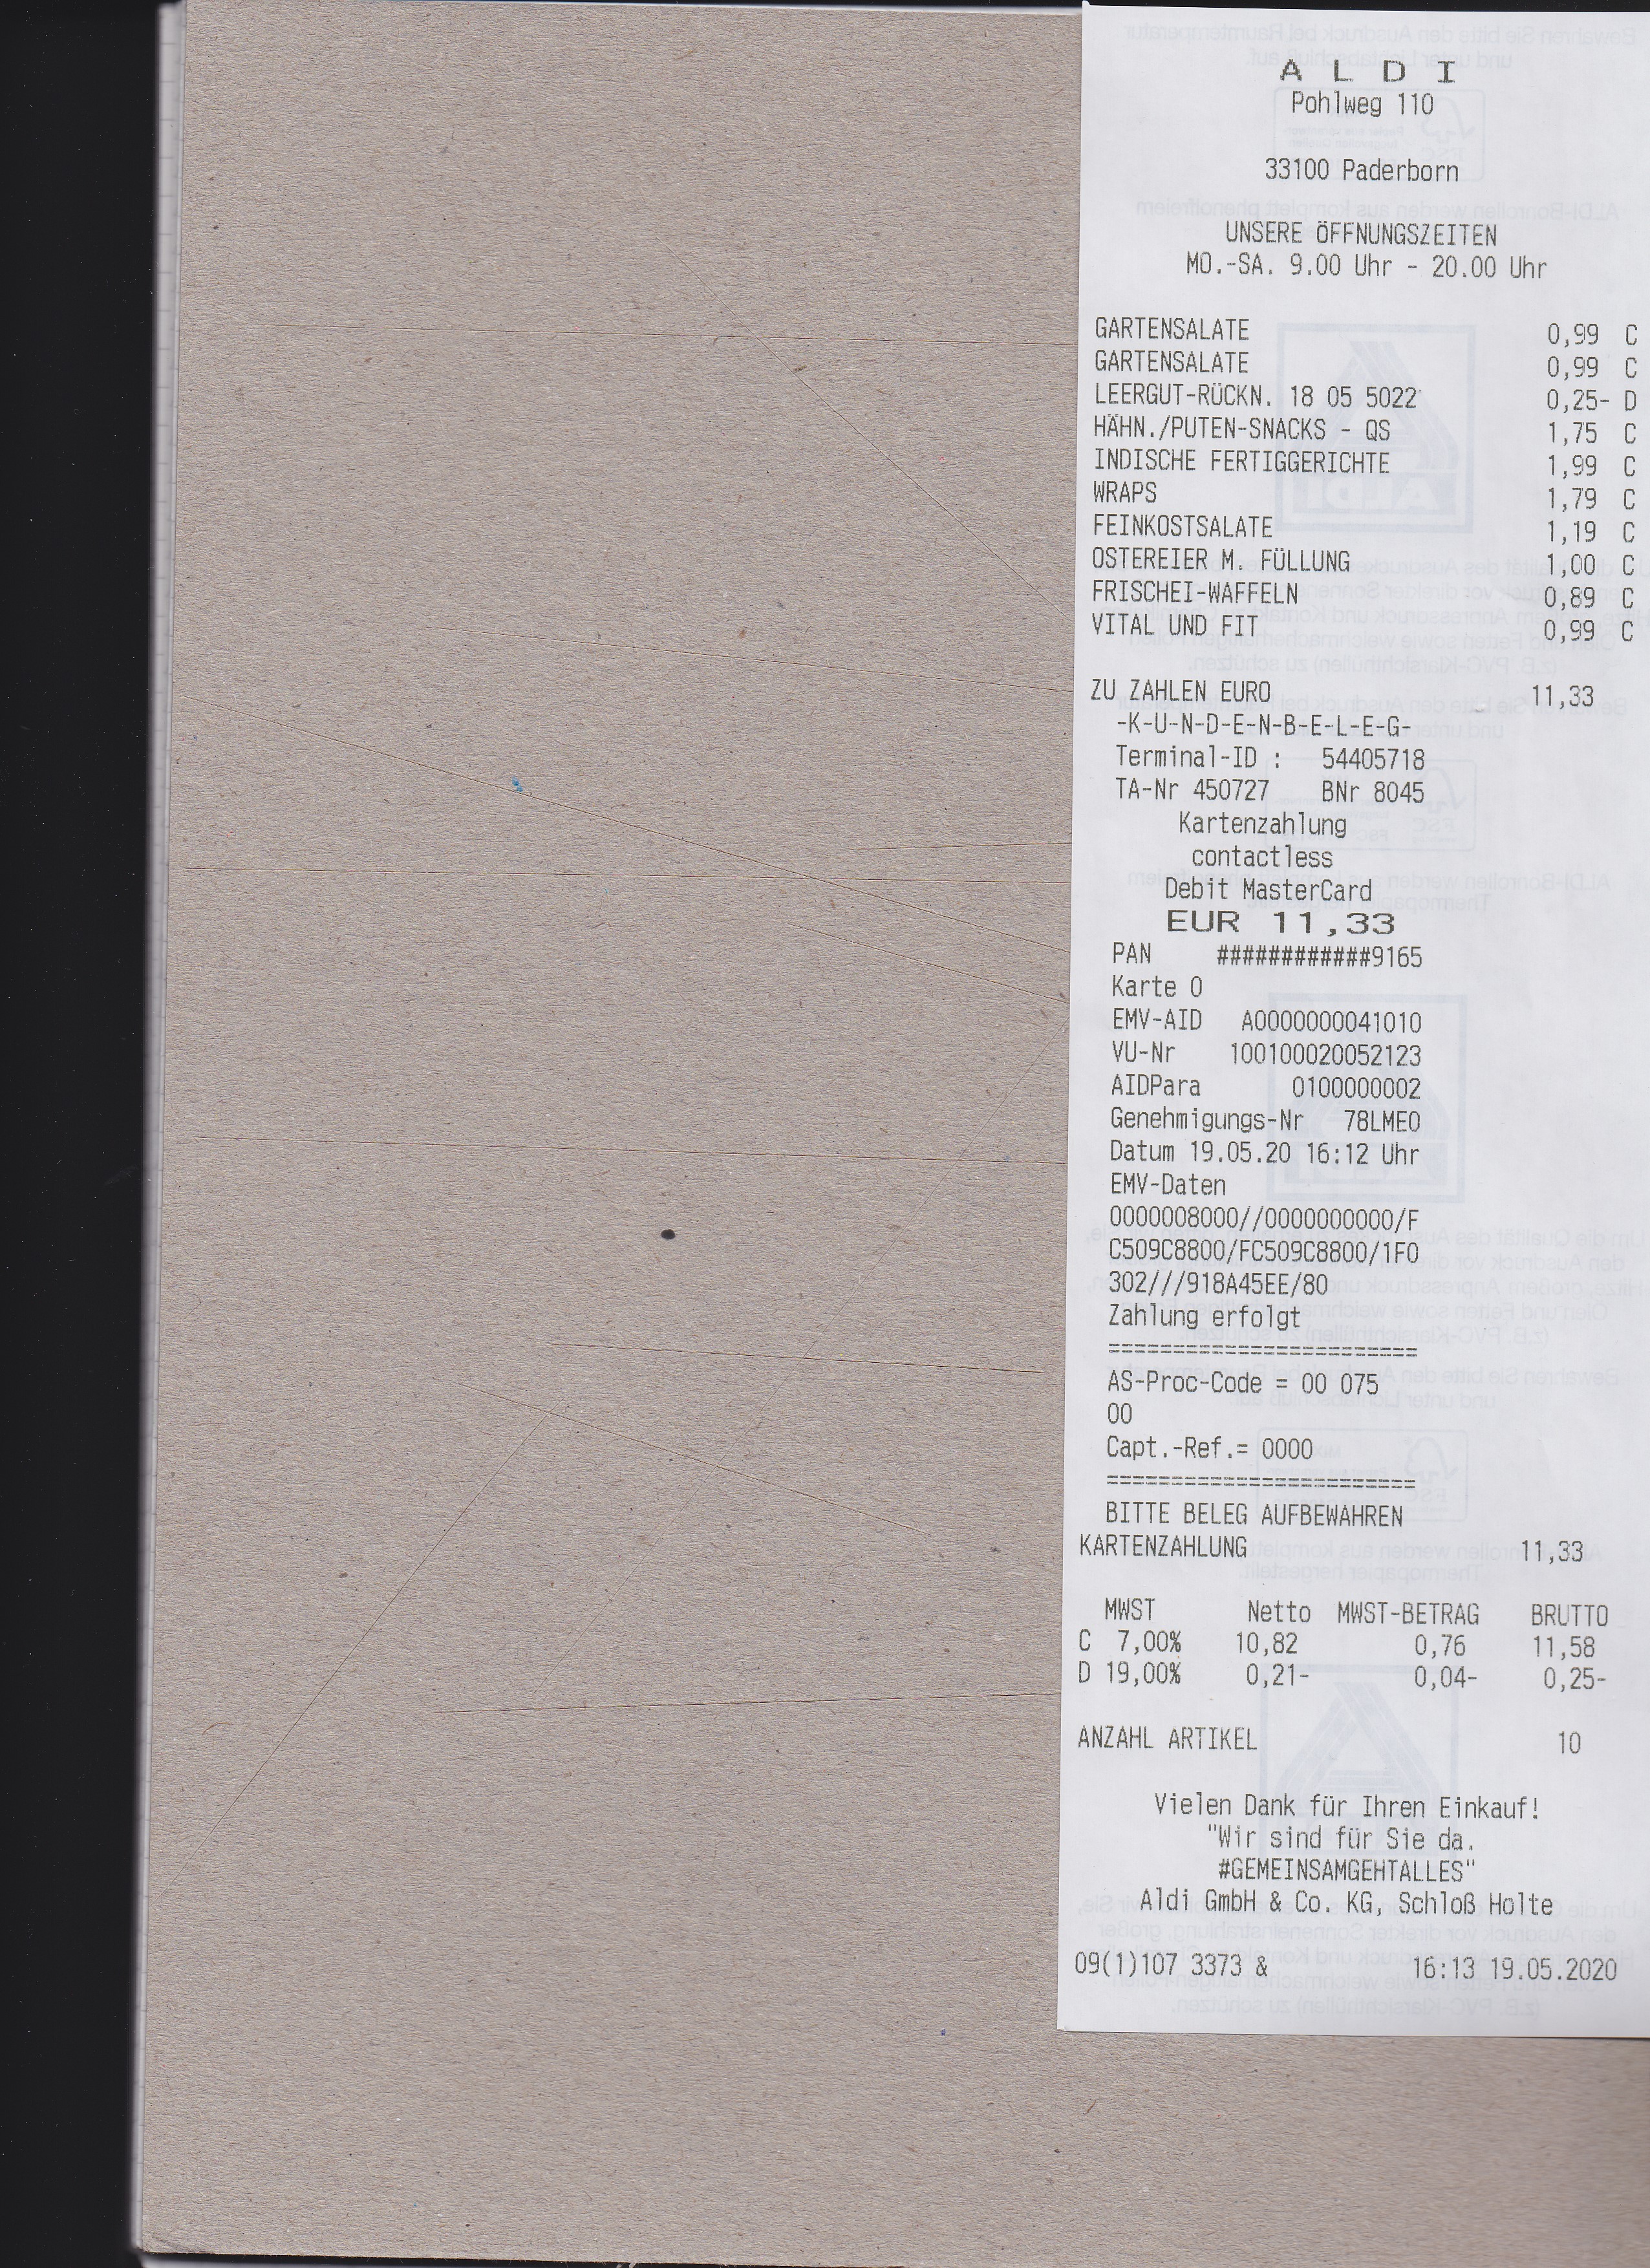 A L D I
Pohlweg 110
33100 Paderborn
UNSERE ÖFFNUNGSZEITEN
MO.-SA. 9.00 Uhr - 20.00 Uhr
GARTENSALATE 0,99 C
GARTENSALATE 0,99 C
LEERGUT-RÜCKN. 18 05 5022 0,25- D
HÄHN./PUTEN-SNACKS - QS 1,75 C
INDISCHE FERTIGGERICHTE 1,99 C
WRAPS 1,79 C
FEINKOSTSALATE 1,19 C
OSTEREIER M. FÜLLUNG 1,00 C
FRISCHEI-WAFFELN 0,89 C
VITAL UND FIT 0,99 C
ZU ZAHLEN EURO 11,33
-K-U-N-D-E-N-B-E-L-E-G-
Terminal-ID : 54405718
TA-Nr 450727 BNr 8045
Kartenzahlung
contactless
Debit MasterCard
EUR 11,33
PAN ############9165
Karte 0
EMV-AID A0000000041010
VU-Nr 100100020052123
AIDPara 0100000002
Genehmigungs-Nr 78LME0
Datum 19.05.20 16:12 Uhr
EMV-Daten
0000008000//0000000000/F
C509C8800/FC509C8800/1F0
302///918A45EE/80
Zahlung erfolgt
========================
AS-Proc-Code = 00 075
00
Capt.-Ref.= 0000
========================
BITTE BELEG AUFBEWAHREN
KARTENZAHLUNG 11,33
MWST Netto MWST-BETRAG BRUTTO
C 7,00% 10,82 0,76 11,58
D 19,00% 0,21- 0,04- 0,25-
ANZAHL ARTIKEL 10
Vielen Dank für Ihren Einkauf!
"Wir sind für Sie da.
#GEMEINSAMGEHTALLES"
Aldi GmbH & Co. KG, Schloß Holte
09(1)107 3373 & 16:13 19.05.2020